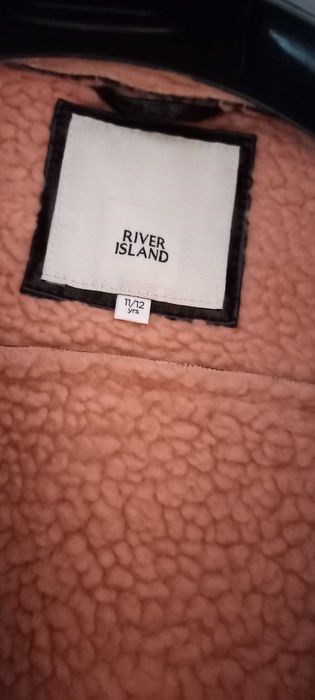 RIVER
ISLAND
11/12
yrs